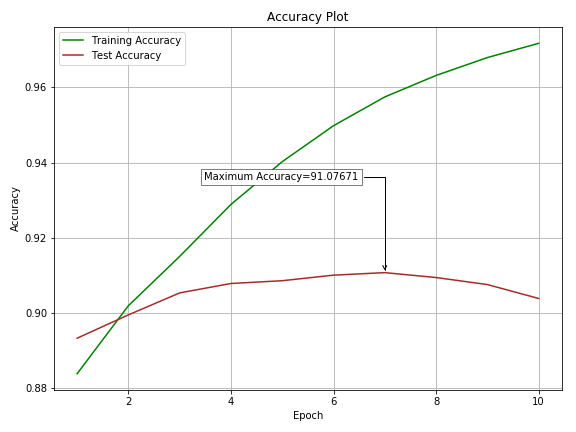 Accuracy Plot
Training Accuracy
Test Accuracy
0.96
0.94
Maximum Accuracy=91.07671
0.92
0.90
0.88
Accuracy
2 4 6 8 10
Epoch